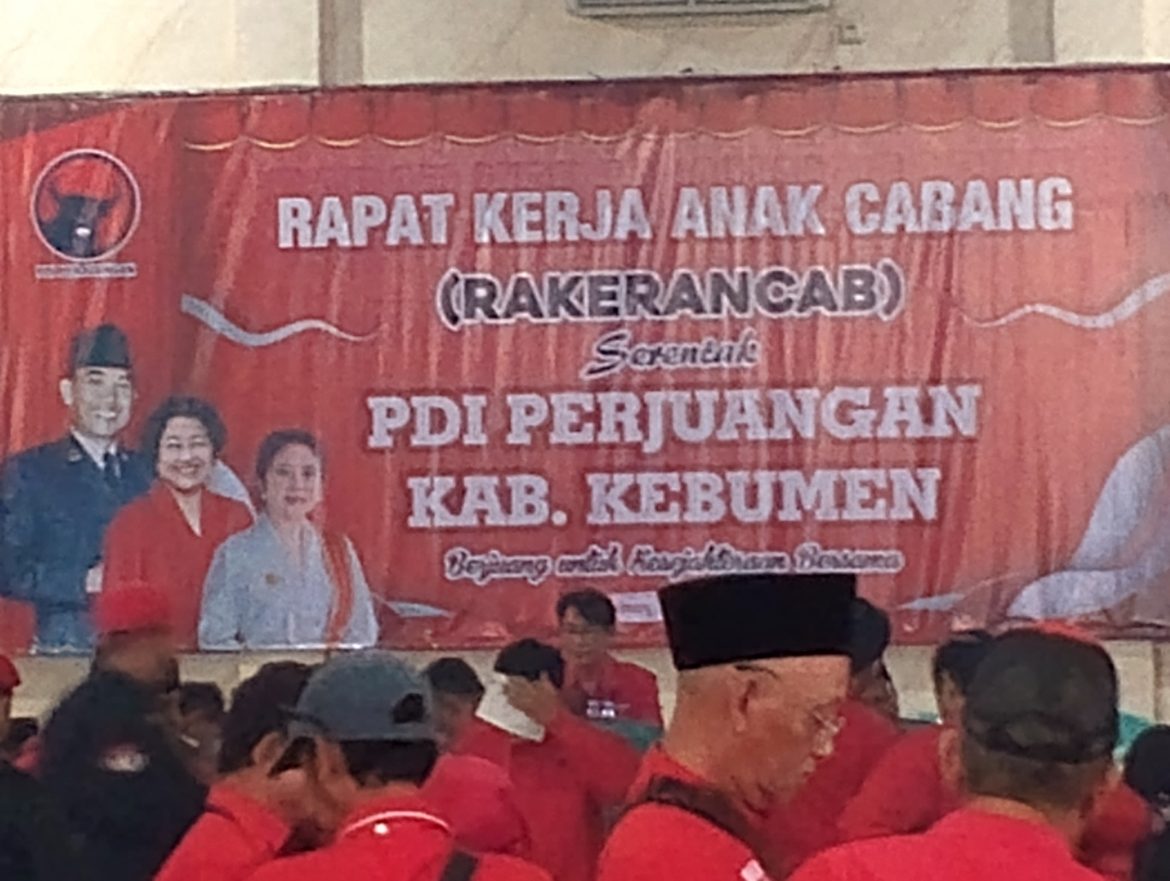 RAPAT KERJA ANAK CABANG
(RAKERANCAB)
Serentak
PDI PERJUANGAN
KAB. KEBUMEN
Berjuang untuk Kesejahteraan Bersama